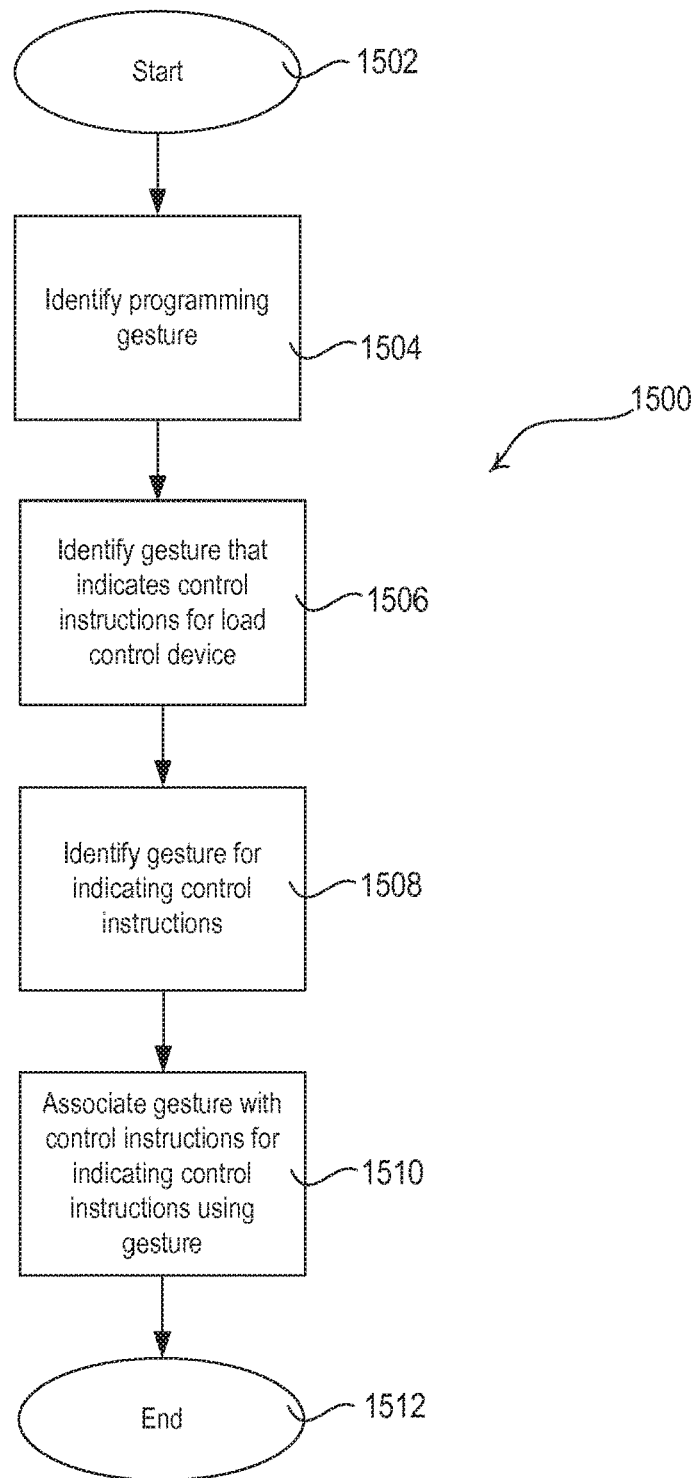 Start
1502
Identify programming
gesture
1504
1500
Identify gesture that
indicates control
instructions for load
control device
1506
Identify gesture for
indicating control
instructions
1508
Associate gesture with
control instructions for
indicating control
instructions using
gesture
1510
End
1512